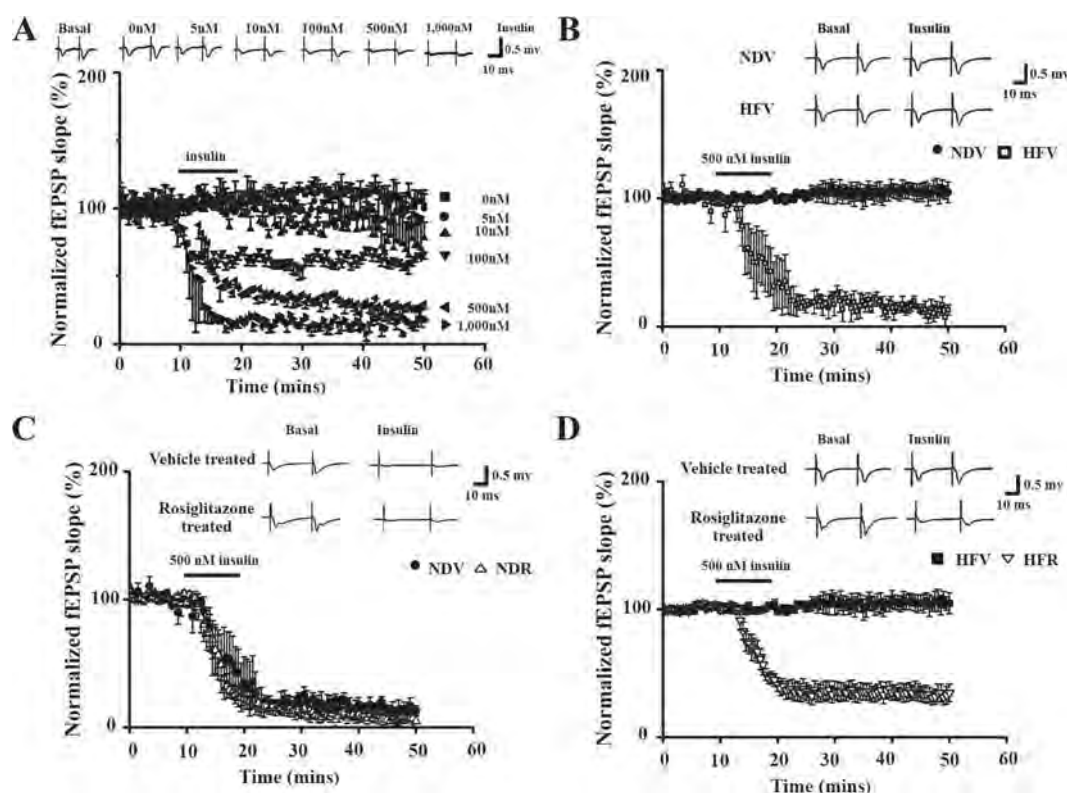 A
Basal 0nM 5nM 10nM 100nM 500nM 1,000nM Insulin
0.5 mv
10 ms
Normalized fEPSP slope (%)
200
100
0
insulin
0nM
5nM
10nM
100nM
500nM
1,000nM
0 10 20 30 40 50 60
Time (mins)
B
Basal Insulin
NDV
HFV
0.5 mv
10 ms
NDV HFV
Normalized fEPSP slope (%)
200
100
0
500 nM insulin
0 10 20 30 40 50 60
Time (mins)
C
Basal Insulin
Vehicle treated
Rosiglitazone
treated
0.5 mv
10 ms
NDV NDR
Normalized fEPSP slope (%)
200
100
0
500 nM insulin
0 10 20 30 40 50 60
Time (mins)
D
Basal Insulin
Vehicle treated
Rosiglitazone
treated
0.5 mv
10 ms
HFV HFR
Normalized fEPSP slope (%)
200
100
0
500 nM insulin
0 10 20 30 40 50 60
Time (mins)